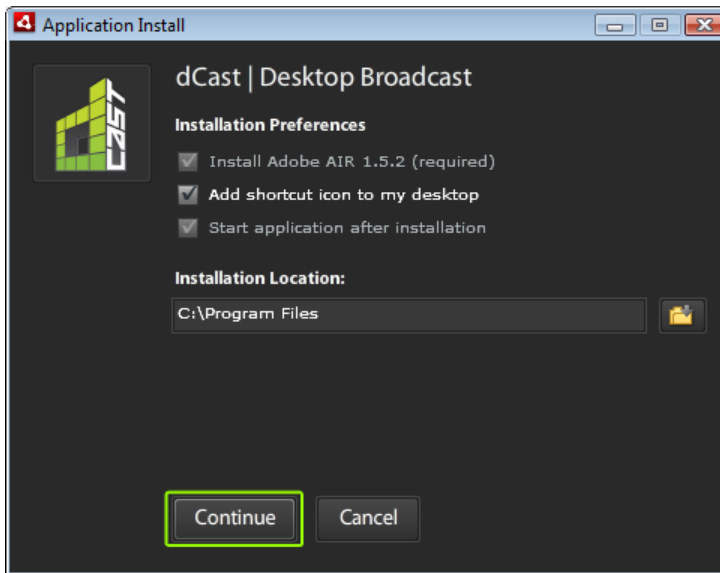 Application Install
dCast | Desktop Broadcast
CAST
Installation Preferences
Install Adobe AIR 1.5.2 (required)
Add shortcut icon to my desktop
Start application after installation
Installation Location:
C:\Program Files
Continue
Cancel